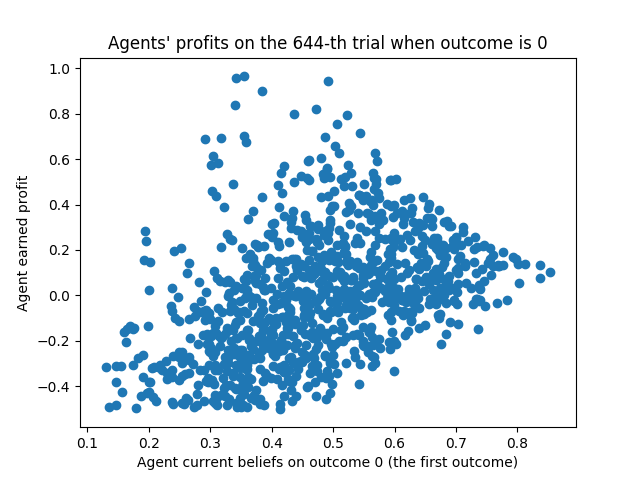 Agents' profits on the 644-th trial when outcome is 0
1.0
0.8
0.6
0.4
0.2
0.0
−0.2
−0.4
Agent earned profit
0.1 0.2 0.3 0.4 0.5 0.6 0.7 0.8
Agent current beliefs on outcome 0 (the first outcome)